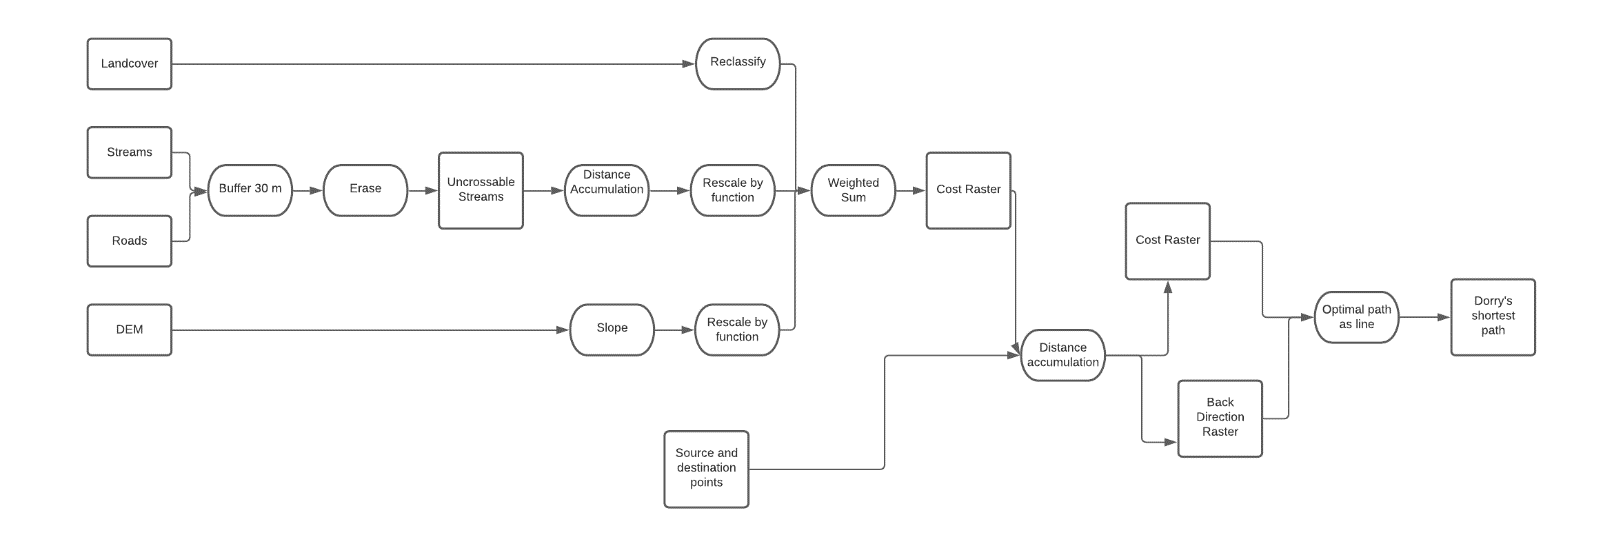 Landcover
Reclassify
Streams
Buffer 30 m
Erase
Uncrossable
Streams
Distance
Accumulation
Rescale by
function
Weighted
Sum
Cost Raster
Roads
DEM
Slope
Rescale by
function
Source and
destination
points
Distance
accumulation
Cost Raster
Back
Direction
Raster
Optimal path
as line
Dorry's
shortest
path